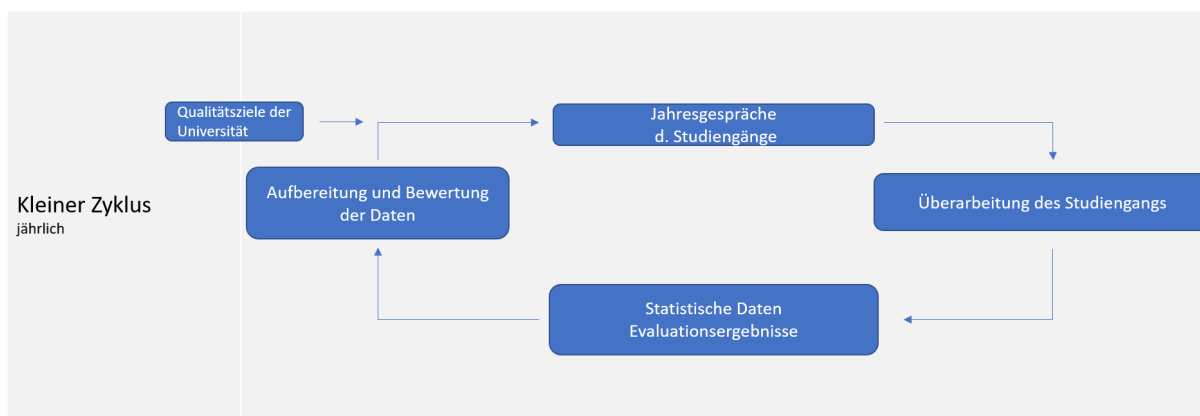 Qualitätsziele der
Universität
Jahresgespräche
d. Studiengänge
Kleiner Zyklus
jährlich
Aufbereitung und Bewertung
der Daten
Überarbeitung des Studiengangs
Statistische Daten
Evaluationsergebnisse